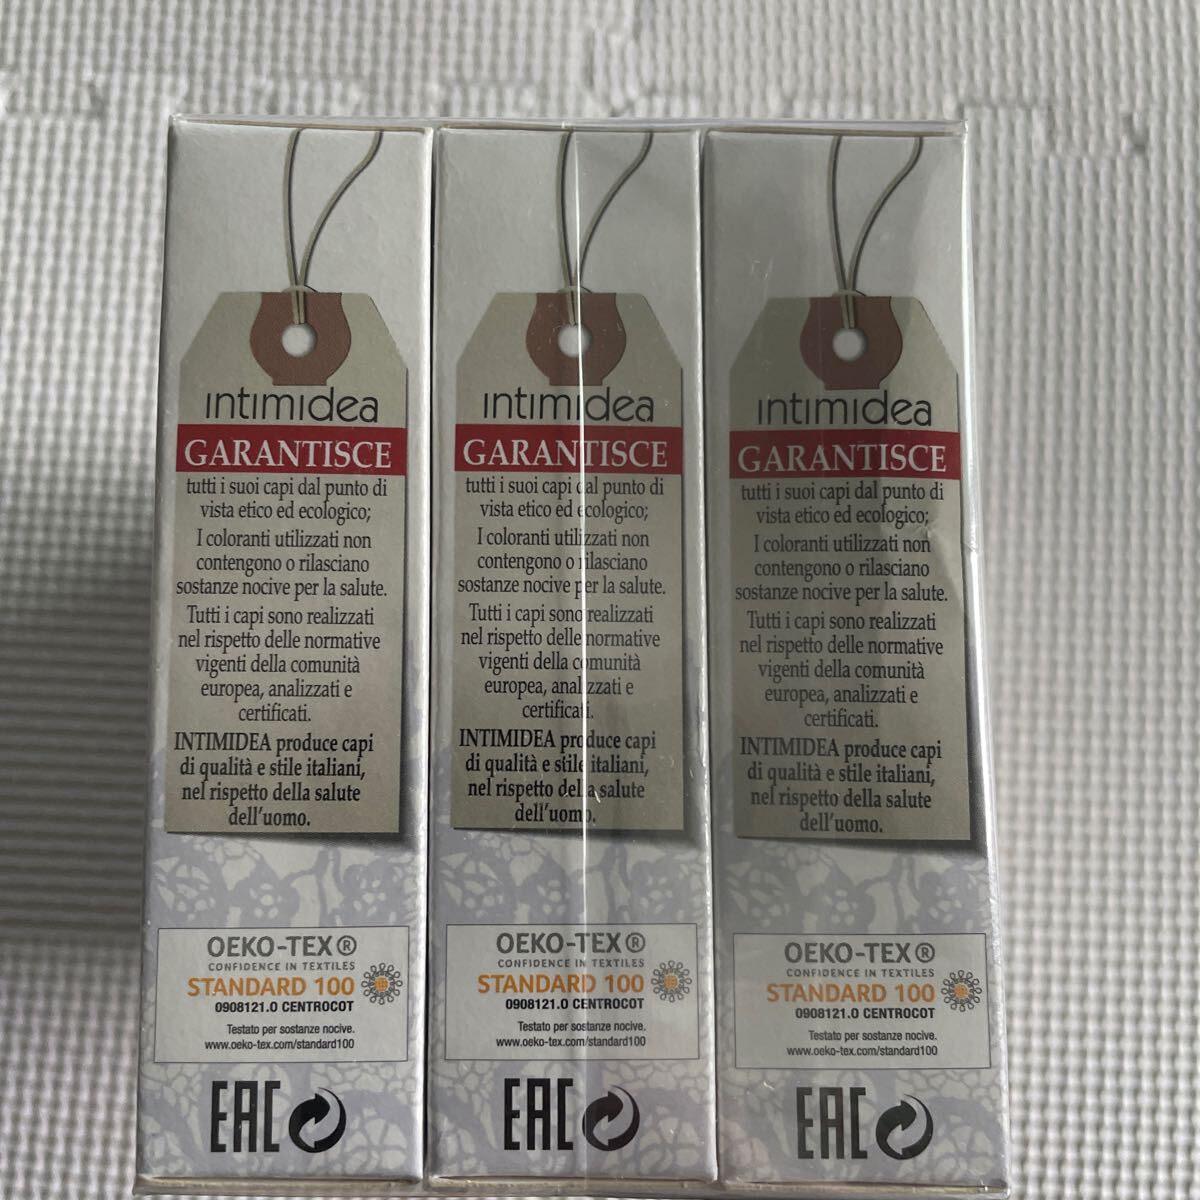 intimidea
GARANTISCE
tutti i suoi capi dal punto di
vista etico ed ecologico;
I coloranti utilizzati non
contengono o rilasciano
sostanze nocive per la salute.
Tutti i capi sono realizzati
nel rispetto delle normative
vigenti della comunità
europea, analizzati e
certificati.
INTIMIDEA produce capi
di qualità e stile italiani,
nel rispetto della salute
dell'uomo.
OEKO-TEX®
CONFIDENCE IN TEXTILES
STANDARD 100
0908121.0 CENTROCOT
Testato per sostanze nocive.
www.oeko-tex.com/standard100
EAC
intimidea
GARANTISCE
tutti i suoi capi dal punto di
vista etico ed ecologico;
I coloranti utilizzati non
contengono o rilasciano
sostanze nocive per la salute.
Tutti i capi sono realizzati
nel rispetto delle normative
vigenti della comunità
europea, analizzati e
certificati.
INTIMIDEA produce capi
di qualità e stile italiani,
nel rispetto della salute
dell'uomo.
OEKO-TEX®
CONFIDENCE IN TEXTILES
STANDARD 100
0908121.0 CENTROCOT
Testato per sostanze nocive.
www.oeko-tex.com/standard100
EAC
intimidea
GARANTISCE
tutti i suoi capi dal punto di
vista etico ed ecologico;
I coloranti utilizzati non
contengono o rilasciano
sostanze nocive per la salute.
Tutti i capi sono realizzati
nel rispetto delle normative
vigenti della comunità
europea, analizzati e
certificati.
INTIMIDEA produce capi
di qualità e stile italiani,
nel rispetto della salute
dell'uomo.
OEKO-TEX®
CONFIDENCE IN TEXTILES
STANDARD 100
0908121.0 CENTROCOT
Testato per sostanze nocive.
www.oeko-tex.com/standard100
EAC